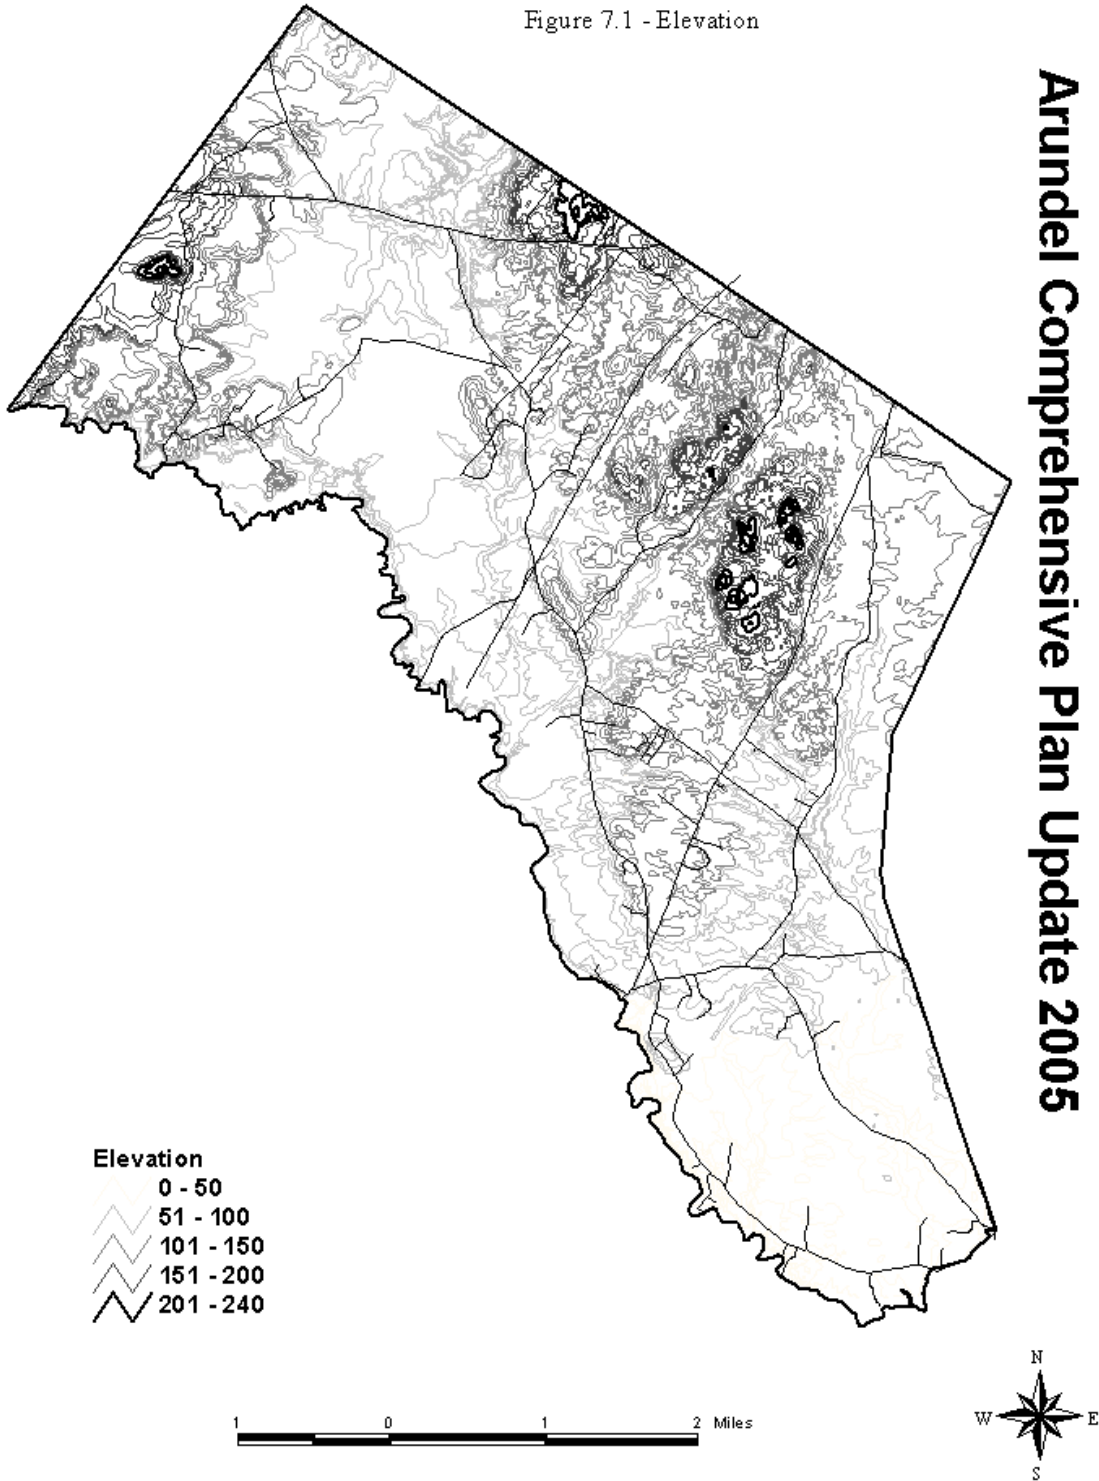 Figure 7.1 - Elevation
Arundel Comprehensive Plan Update 2005
Elevation
0 - 50
51 - 100
101 - 150
151 - 200
201 - 240
1 0 1 2 Miles
N
W E
S